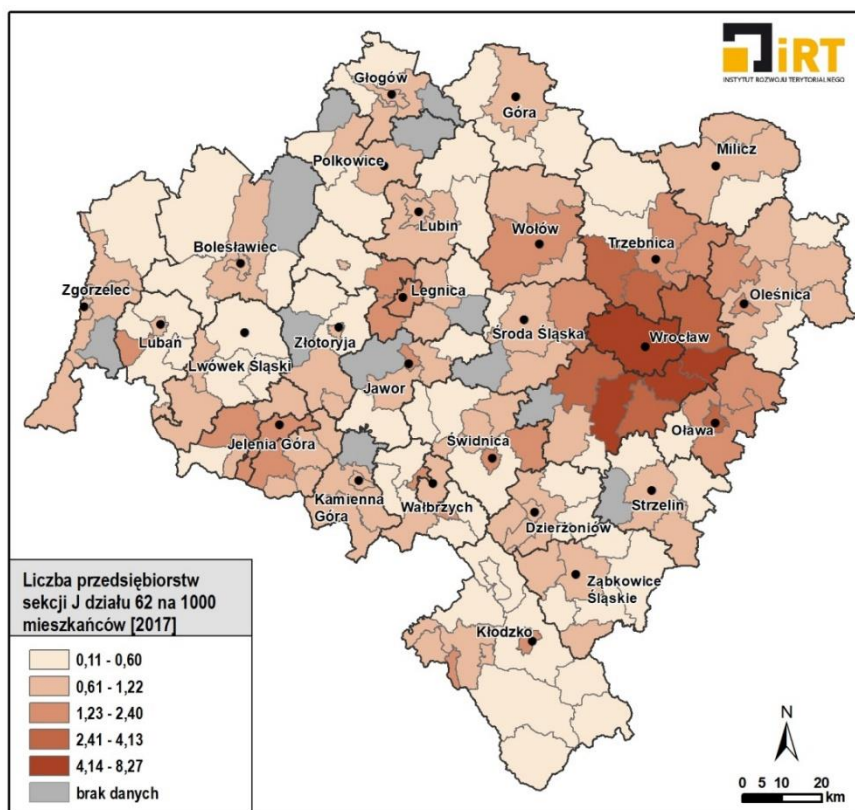 iRT
INSTYTUT ROZWOJU TERYTORIALNEGO
Głogów
Góra
Milicz
Polkowice
Lubin
Wołów
Trzebnica
Bolesławiec
Zgorzelec
Legnica
Oleśnica
Lubań
Lwówek Śląski
Złotoryja
Środa Śląska
Wrocław
Jawor
Jelenia Góra
Świdnica
Oława
Kamienna
Góra
Wałbrzych
Strzelin
Dzierżoniów
Ząbkowice
Śląskie
Kłodzko
Liczba przedsiębiorstw
sekcji J działu 62 na 1000
mieszkańców [2017]
0,11 - 0,60
0,61 - 1,22
1,23 - 2,40
2,41 - 4,13
4,14 - 8,27
brak danych
N
0 5 10 20
km